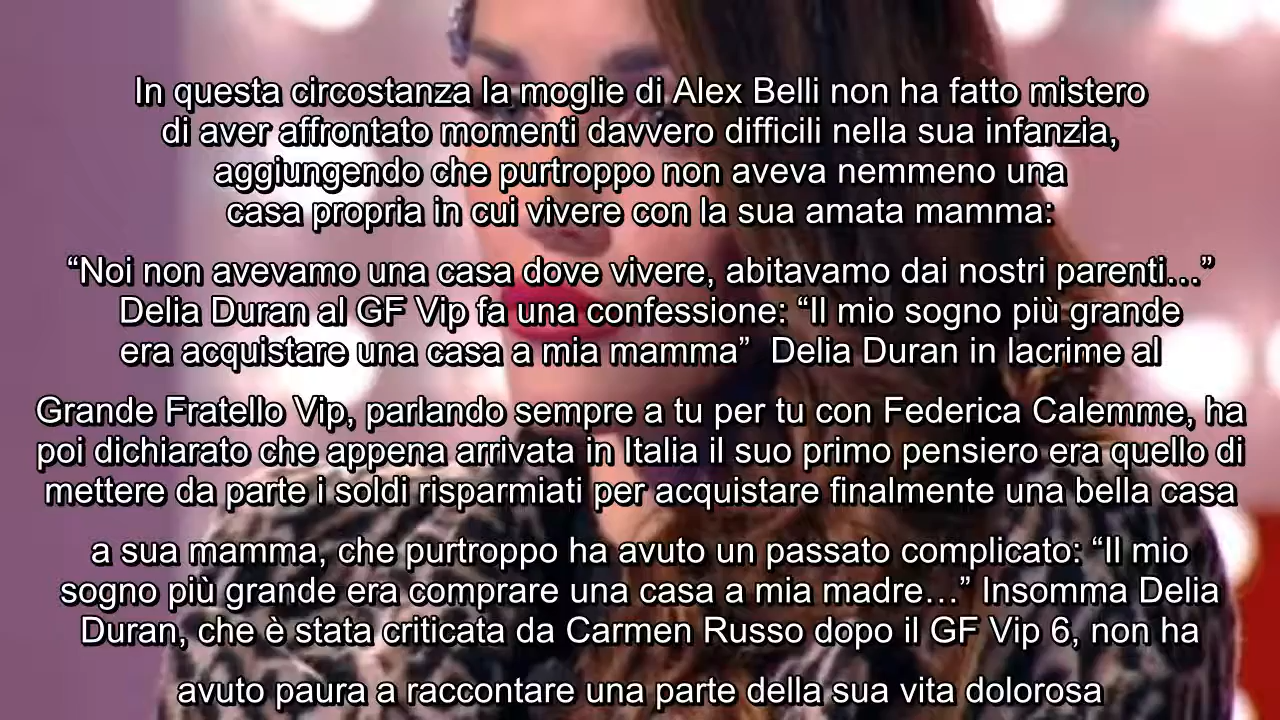 In questa circostanza la moglie di Alex Belli non ha fatto mistero
di aver affrontato momenti davvero difficili nella sua infanzia,
aggiungendo che purtroppo non aveva nemmeno una
casa propria in cui vivere con la sua amata mamma:
“Noi non avevamo una casa dove vivere, abitavamo dai nostri parenti…”
Delia Duran al GF Vip fa una confessione: “Il mio sogno più grande
era acquistare una casa a mia mamma”  Delia Duran in lacrime al
Grande Fratello Vip, parlando sempre a tu per tu con Federica Calemme, ha
poi dichiarato che appena arrivata in Italia il suo primo pensiero era quello di
mettere da parte i soldi risparmiati per acquistare finalmente una bella casa
a sua mamma, che purtroppo ha avuto un passato complicato: “Il mio
sogno più grande era comprare una casa a mia madre…” Insomma Delia
Duran, che è stata criticata da Carmen Russo dopo il GF Vip 6, non ha
avuto paura a raccontare una parte della sua vita dolorosa